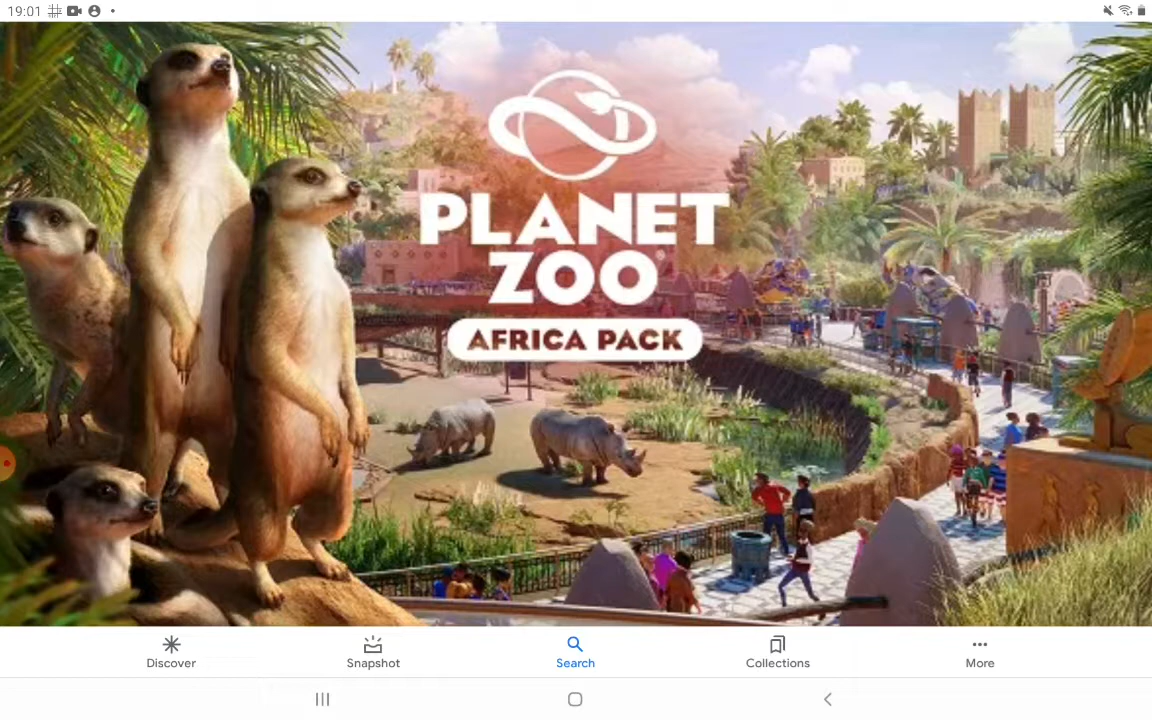 19:01
PLANET
ZOO®
AFRICA PACK
Discover
Snapshot
Search
Collections
More